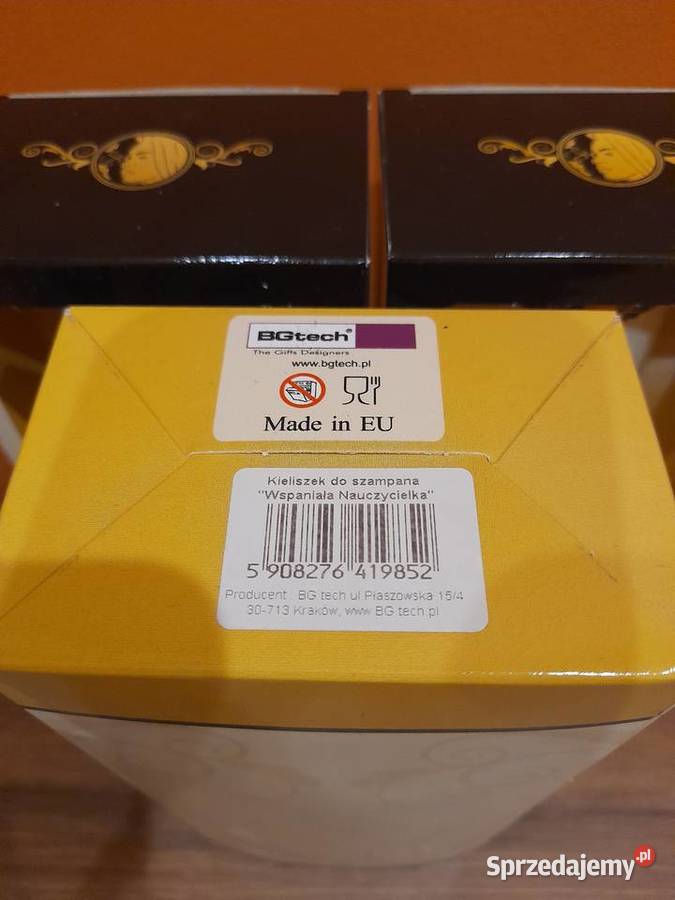 BGtech®
The Gifts Designers
www.bgtech.pl
Made in EU
Kieliszek do szampana
"Wspaniała Nauczycielka"
5 908276 419852
Producent : BG tech ul Płaszowska 15/4
30-713 Kraków, www BG tech.pl
Sprzedajemy.pl